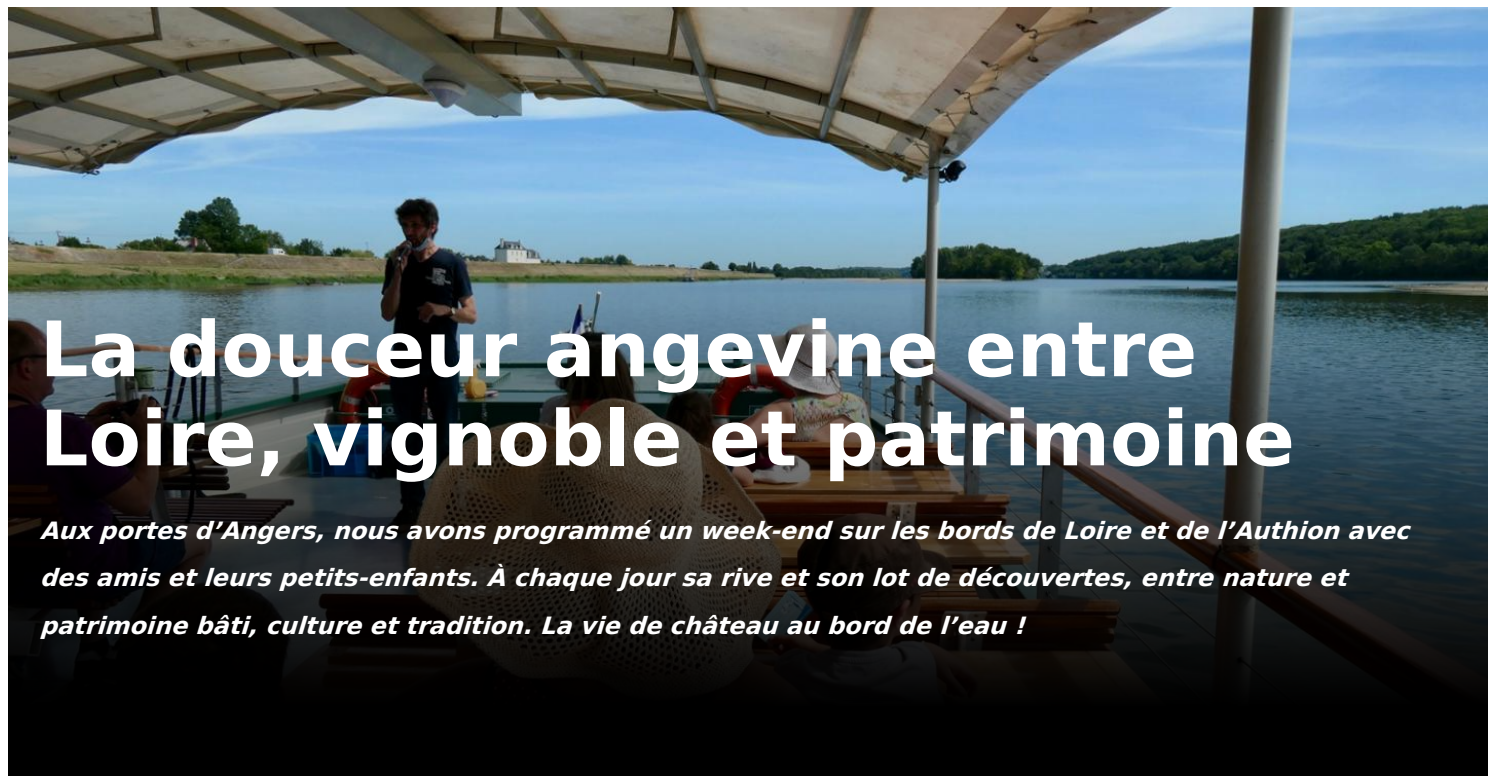 La douceur angevine entre
Loire, vignoble et patrimoine
Aux portes d’Angers, nous avons programmé un week-end sur les bords de Loire et de l’Authion avec
des amis et leurs petits-enfants. À chaque jour sa rive et son lot de découvertes, entre nature et
patrimoine bâti, culture et tradition. La vie de château au bord de l’eau !